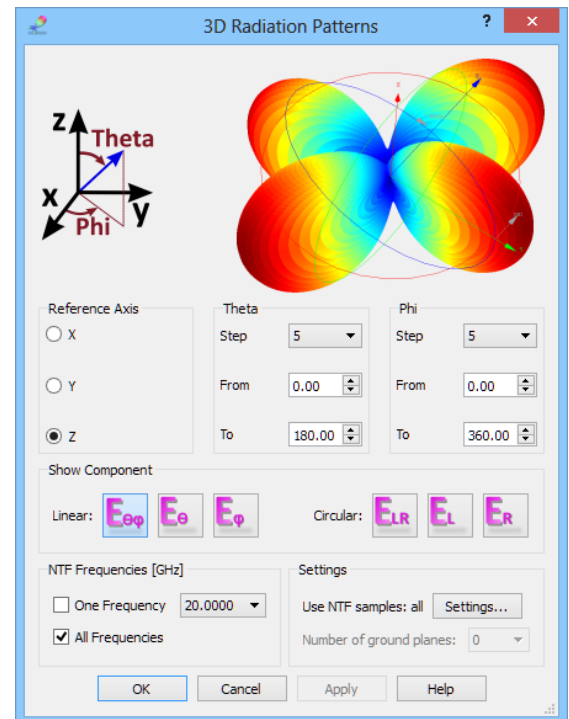 3D Radiation Patterns ? ×
Z
Theta
X
y
Phi
Reference Axis
X
Y
Z
Theta
Step 5
From 0.00
To 180.00
Phi
Step 5
From 0.00
To 360.00
Show Component
Linear: Eθφ Eθ Eφ Circular: ELR EL ER
NTF Frequencies [GHz]
One Frequency 20.0000
All Frequencies
Settings
Use NTF samples: all Settings...
Number of ground planes: 0
OK Cancel Apply Help